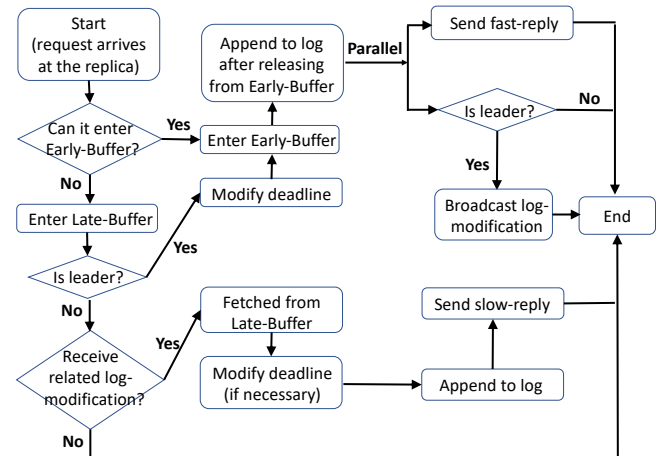 Start
(request arrives
at the replica)
Can it enter
Early-Buffer?
Yes
No
Enter Early-Buffer
Append to log
after releasing
from Early-Buffer
Parallel
Send fast-reply
Is leader?
No
Yes
Broadcast log-
modification
End
Enter Late-Buffer
Modify deadline
Yes
Is leader?
No
Receive
related log-
modification?
Yes
No
Fetched from
Late-Buffer
Modify deadline
(if necessary)
Append to log
Send slow-reply